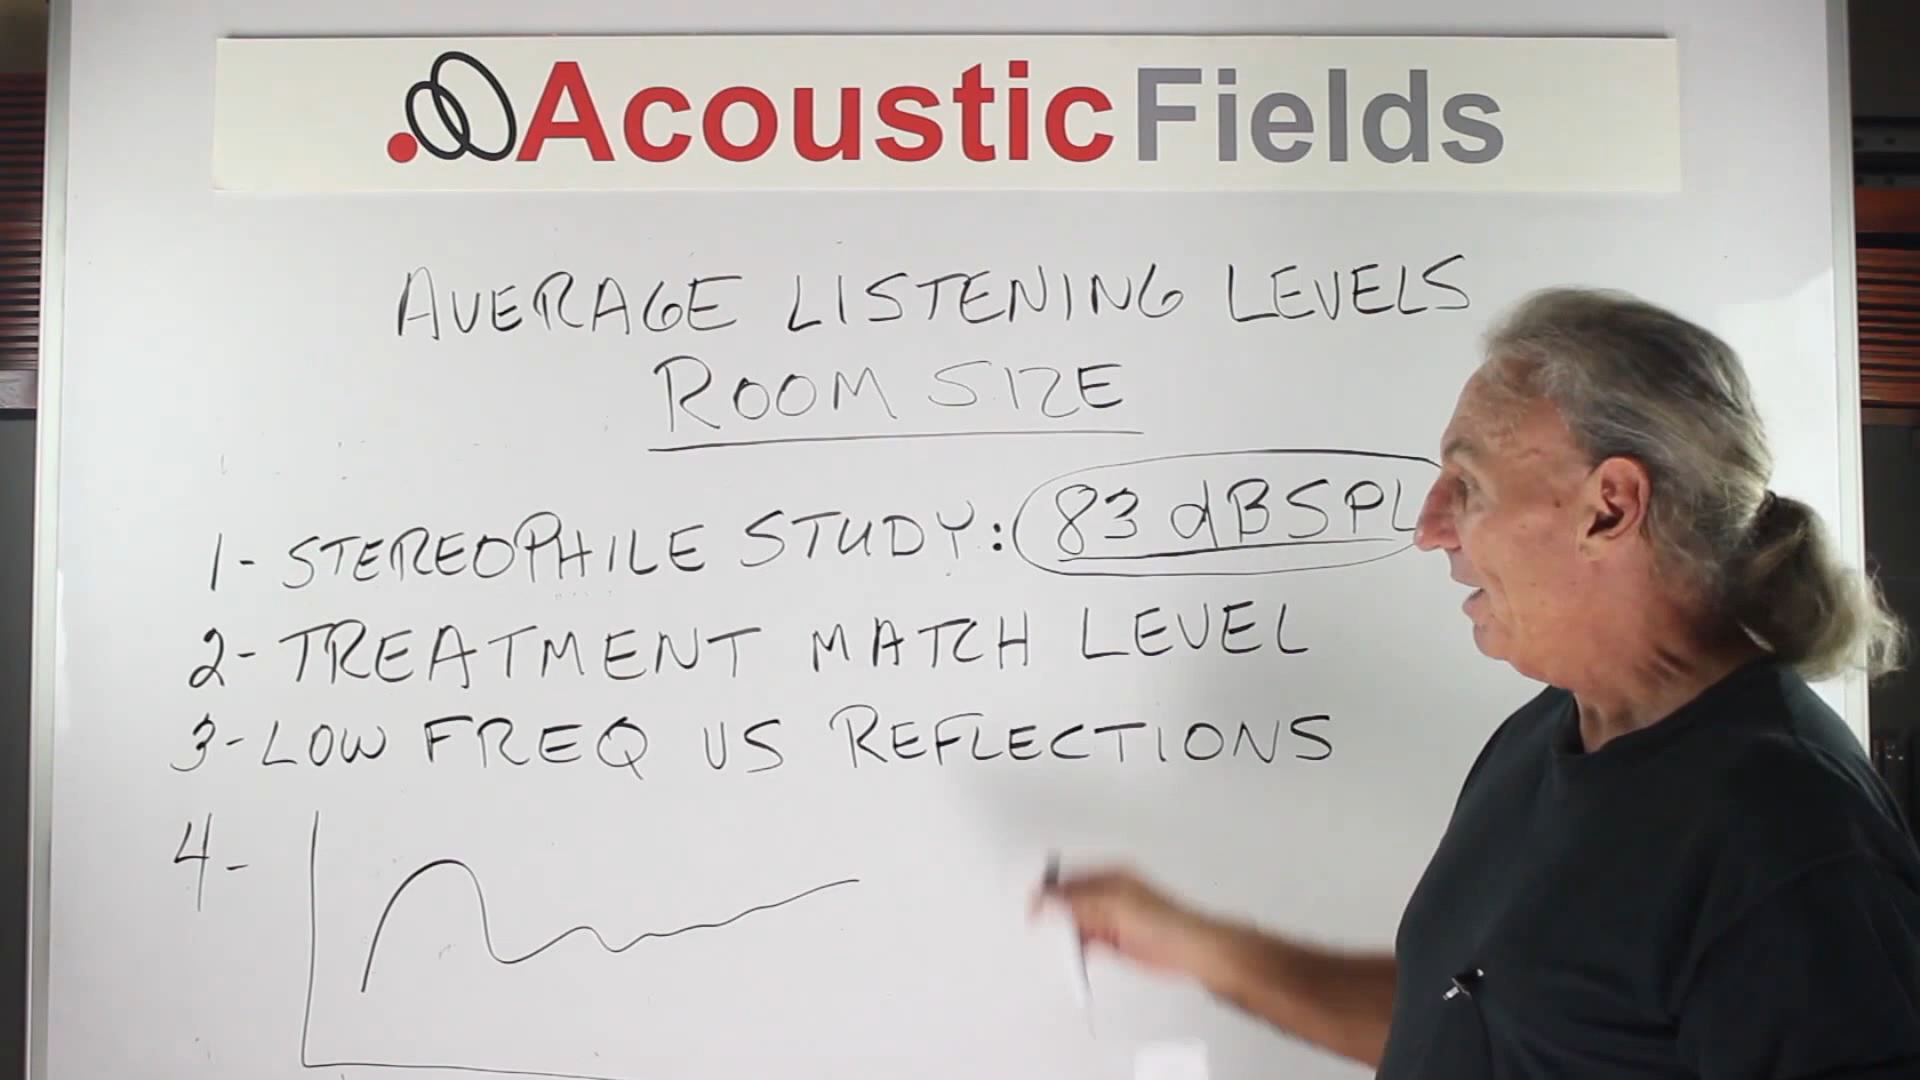 AcousticFields
AVERAGE LISTENING LEVELS
ROOM SIZE
1- STEREOPHILE STUDY: 83 dBSPL
2- TREATMENT MATCH LEVEL
3- LOW FREQ VS REFLECTIONS
4-